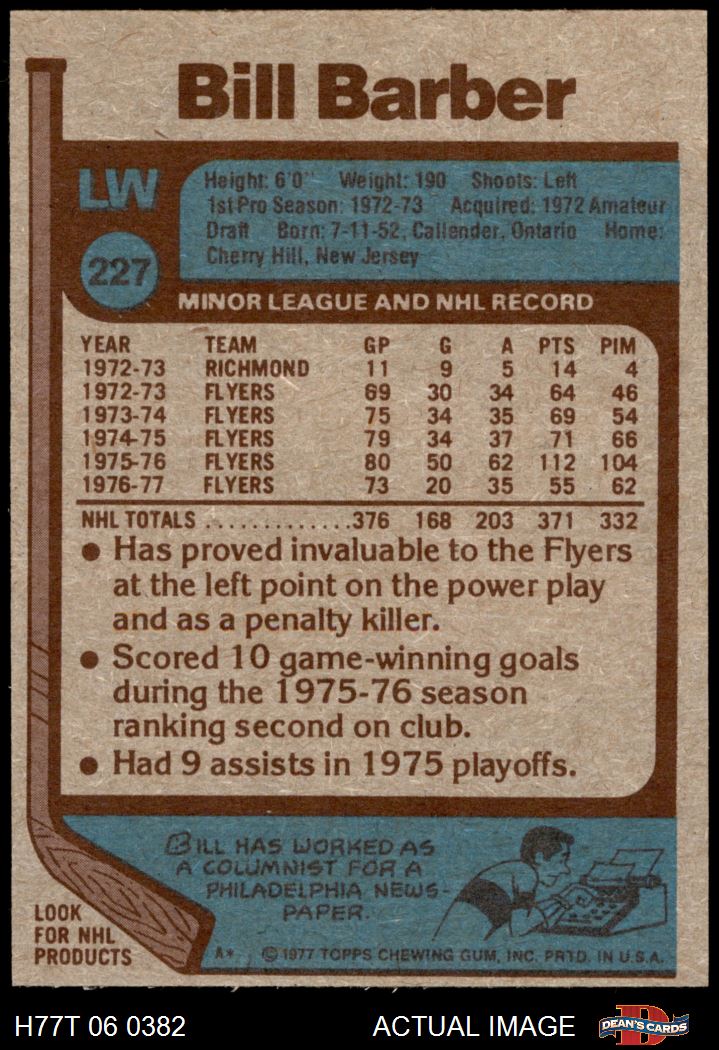 Bill Barber
LW
227
Height: 6'0" Weight: 190 Shoots: Left
1st Pro Season: 1972-73 Acquired: 1972 Amateur
Draft Born: 7-11-52, Callender, Ontario Home:
Cherry Hill, New Jersey
MINOR LEAGUE AND NHL RECORD
YEAR TEAM GP G A PTS PIM
1972-73 RICHMOND 11 9 5 14 4
1972-73 FLYERS 69 30 34 64 46
1973-74 FLYERS 75 34 35 69 54
1974-75 FLYERS 79 34 37 71 66
1975-76 FLYERS 80 50 62 112 104
1976-77 FLYERS 73 20 35 55 62
NHL TOTALS .............376 168 203 371 332
● Has proved invaluable to the Flyers
at the left point on the power play
and as a penalty killer.
● Scored 10 game-winning goals
during the 1975-76 season
ranking second on club.
● Had 9 assists in 1975 playoffs.
BILL HAS WORKED AS
A COLUMNIST FOR A
PHILADELPHIA NEWS-
PAPER.
LOOK
FOR NHL
PRODUCTS
A* © 1977 TOPPS CHEWING GUM, INC. PRTD. IN U.S.A.
H77T 06 0382 ACTUAL IMAGE DEAN'S CARDS